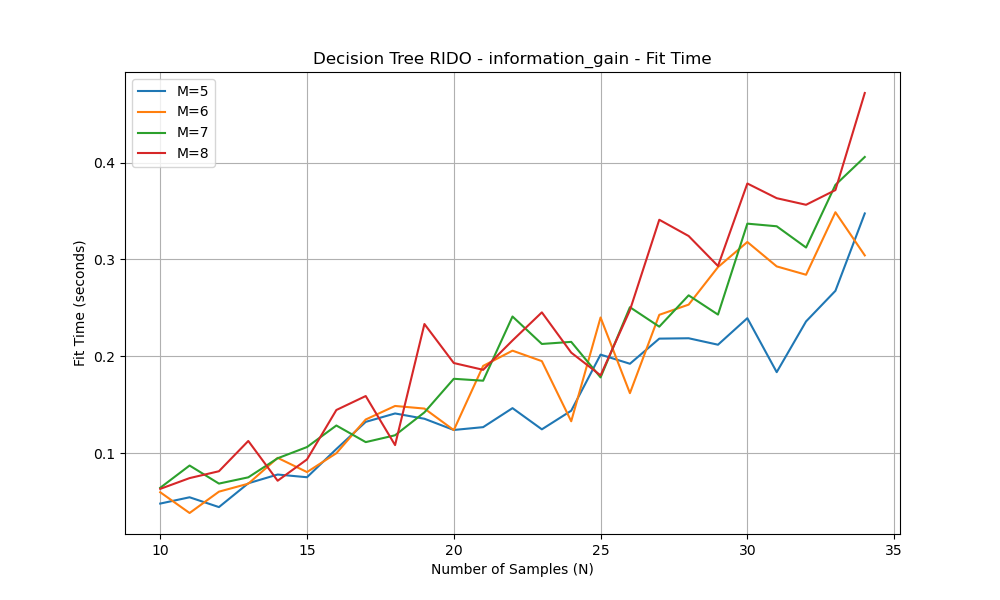 Decision Tree RIDO - information_gain - Fit Time
M=5
M=6
M=7
M=8
0.4
0.3
0.2
0.1
Fit Time (seconds)
10 15 20 25 30 35
Number of Samples (N)